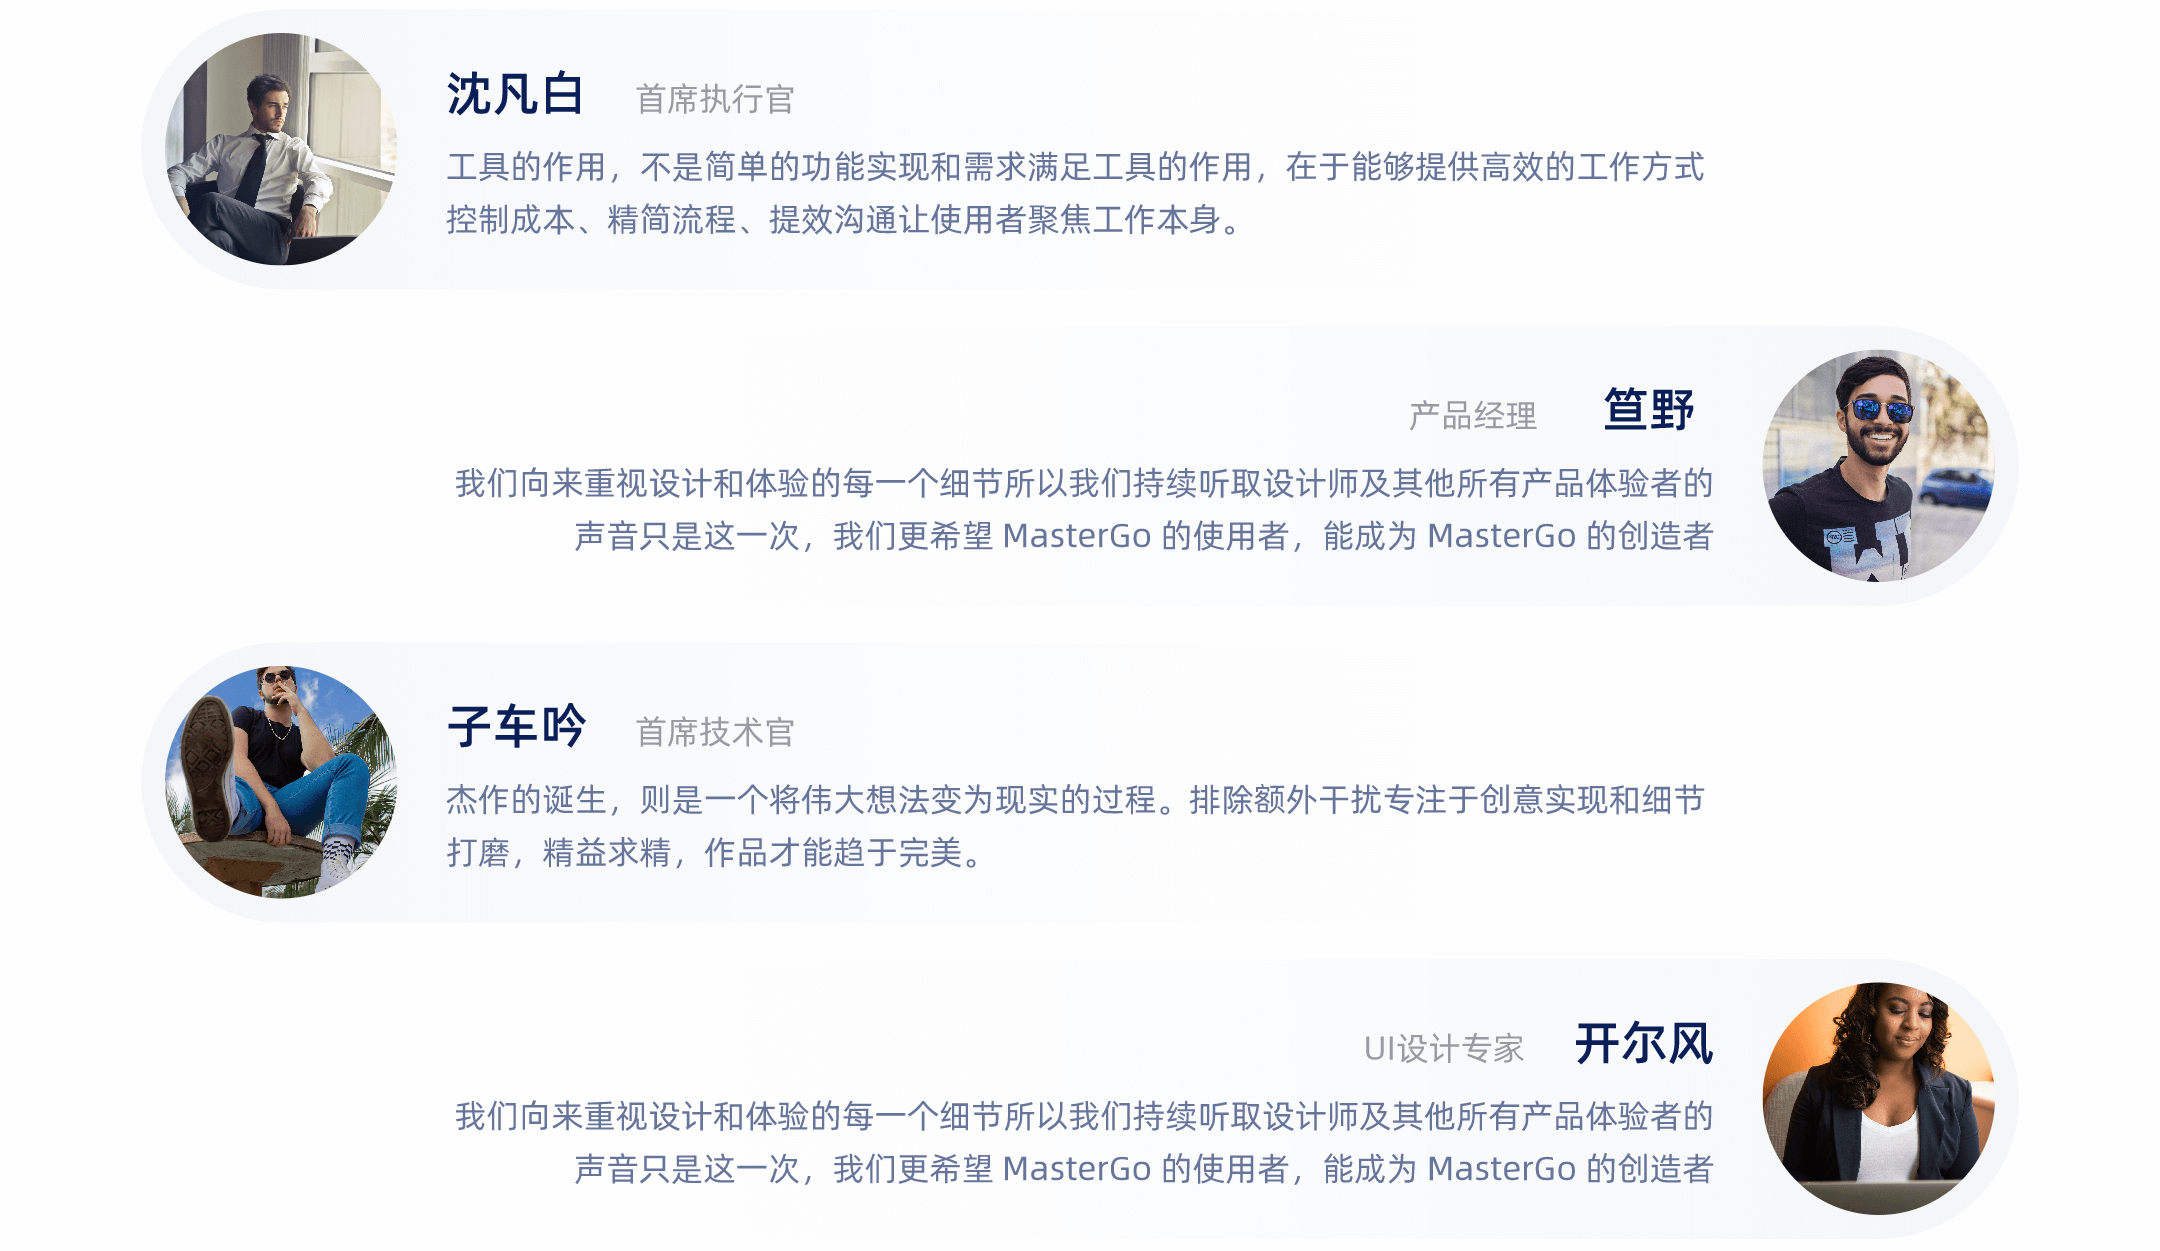 沈凡白 首席执行官
工具的作用，不是简单的功能实现和需求满足工具的作用，在于能够提供高效的工作方式
控制成本、精简流程、提效沟通让使用者聚焦工作本身。
产品经理 笪野
我们向来重视设计和体验的每一个细节所以我们持续听取设计师及其他所有产品体验者的
声音只是这一次，我们更希望 MasterGo 的使用者，能成为 MasterGo 的创造者
子车吟 首席技术官
杰作的诞生，则是一个将伟大想法变为现实的过程。排除额外干扰专注于创意实现和细节
打磨，精益求精，作品才能趋于完美。
UI设计专家 开尔风
我们向来重视设计和体验的每一个细节所以我们持续听取设计师及其他所有产品体验者的
声音只是这一次，我们更希望 MasterGo 的使用者，能成为 MasterGo 的创造者